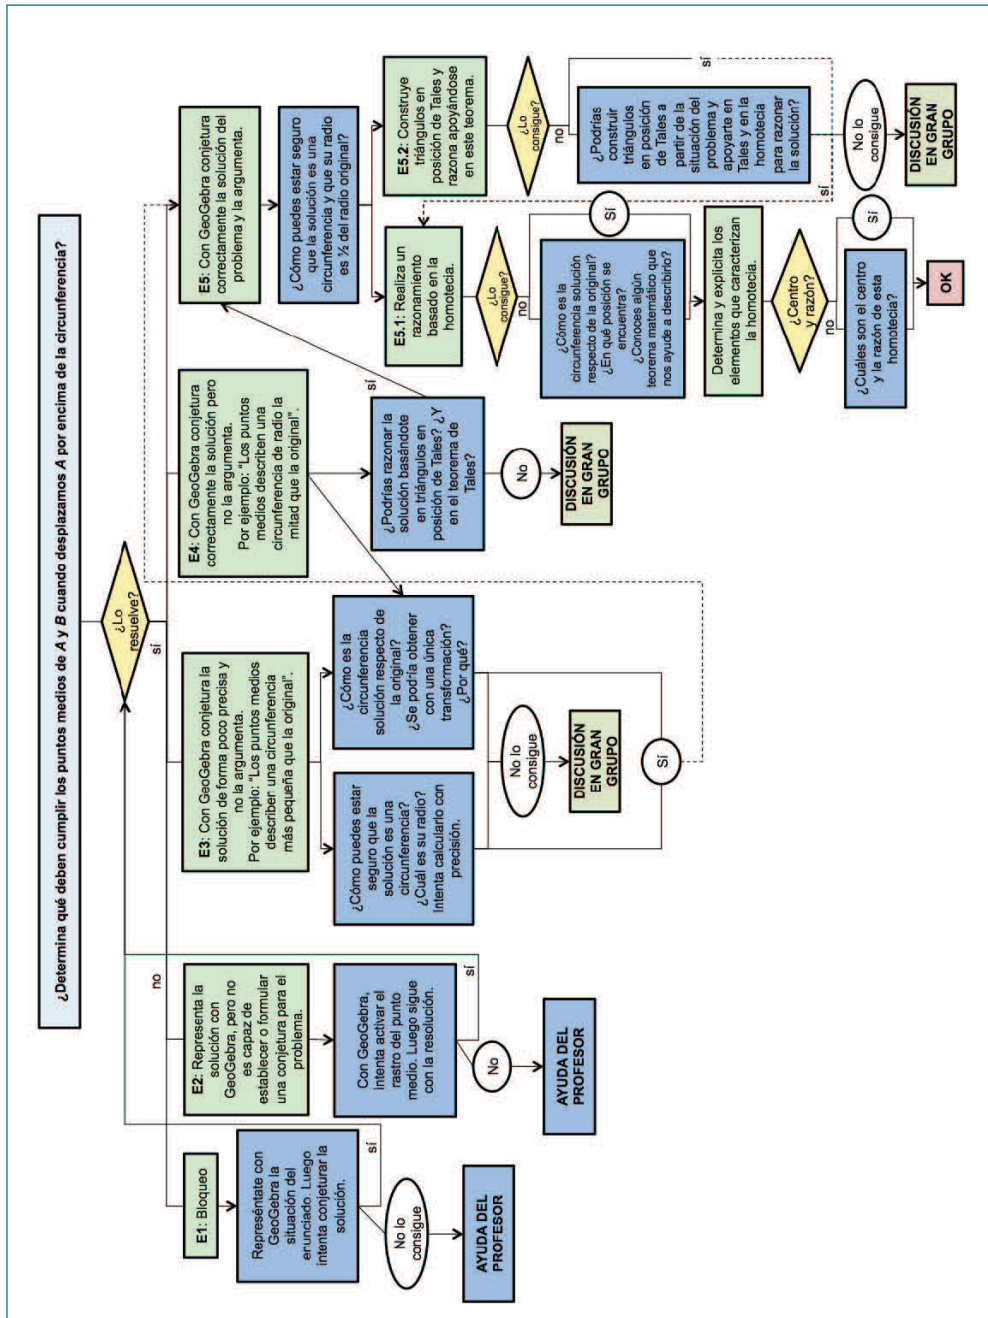 ¿Determina qué deben cumplir los puntos medios de A y B cuando desplazamos A por encima de la circunferencia?
¿Lo
resuelve?
no
sí
E1: Bloqueo
Represéntate con
GeoGebra la
situación del
enunciado. Luego
intenta conjeturar la
solución.
sí
No lo
consigue
AYUDA DEL
PROFESOR
E2: Representa la
solución con
GeoGebra, pero no
es capaz de
establecer o formular
una conjetura para el
problema.
Con GeoGebra,
intenta activar el
rastro del punto
medio. Luego sigue
con la resolución.
sí
No
AYUDA DEL
PROFESOR
E3: Con GeoGebra conjetura la
solución de forma poco precisa y
no la argumenta.
Por ejemplo: "Los puntos medios
describen una circunferencia
más pequeña que la original".
¿Cómo puedes estar
seguro que la
solución es una
circunferencia?
¿Cuál es su radio?
Intenta calcularlo con
precisión.
¿Cómo es la
circunferencia
solución respecto de
la original?
¿Se podría obtener
con una única
transformación?
¿Por qué?
No lo
consigue
DISCUSIÓN
EN GRAN
GRUPO
Sí
E4: Con GeoGebra conjetura
correctamente la solución pero
no la argumenta.
Por ejemplo: "Los puntos
medios describen una
circunferencia de radio la
mitad que la original".
sí
¿Podrías razonar la
solución basándote
en triángulos en
posición de Tales? ¿Y
en el teorema de
Tales?
No
DISCUSIÓN
EN GRAN
GRUPO
E5: Con GeoGebra conjetura
correctamente la solución del
problema y la argumenta.
¿Cómo puedes estar seguro
que la solución es una
circunferencia y que su radio
es ½ del radio original?
E5.1: Realiza un
razonamiento
basado en la
homotecia.
¿Lo
consigue?
no
Sí
¿Cómo es la
circunferencia solución
respecto de la original?
¿En qué posición se
encuentra?
¿Conoces algún
teorema matemático que
nos ayude a describirlo?
Determina y explicita los
elementos que caracterizan
la homotecia.
¿Centro
y razón?
no
Sí
¿Cuáles son el centro
y la razón de esta
homotecia?
OK
E5.2: Construye
triángulos en
posición de Tales y
razona apoyándose
en este teorema.
¿Lo
consigue?
no
sí
¿Podrías
construir
triángulos
en posición
de Tales a
partir de la
situación del
problema y
apoyarte en
Tales y en la
homotecia
para razonar
la solución?
sí
No lo
consigue
DISCUSIÓN
EN GRAN
GRUPO